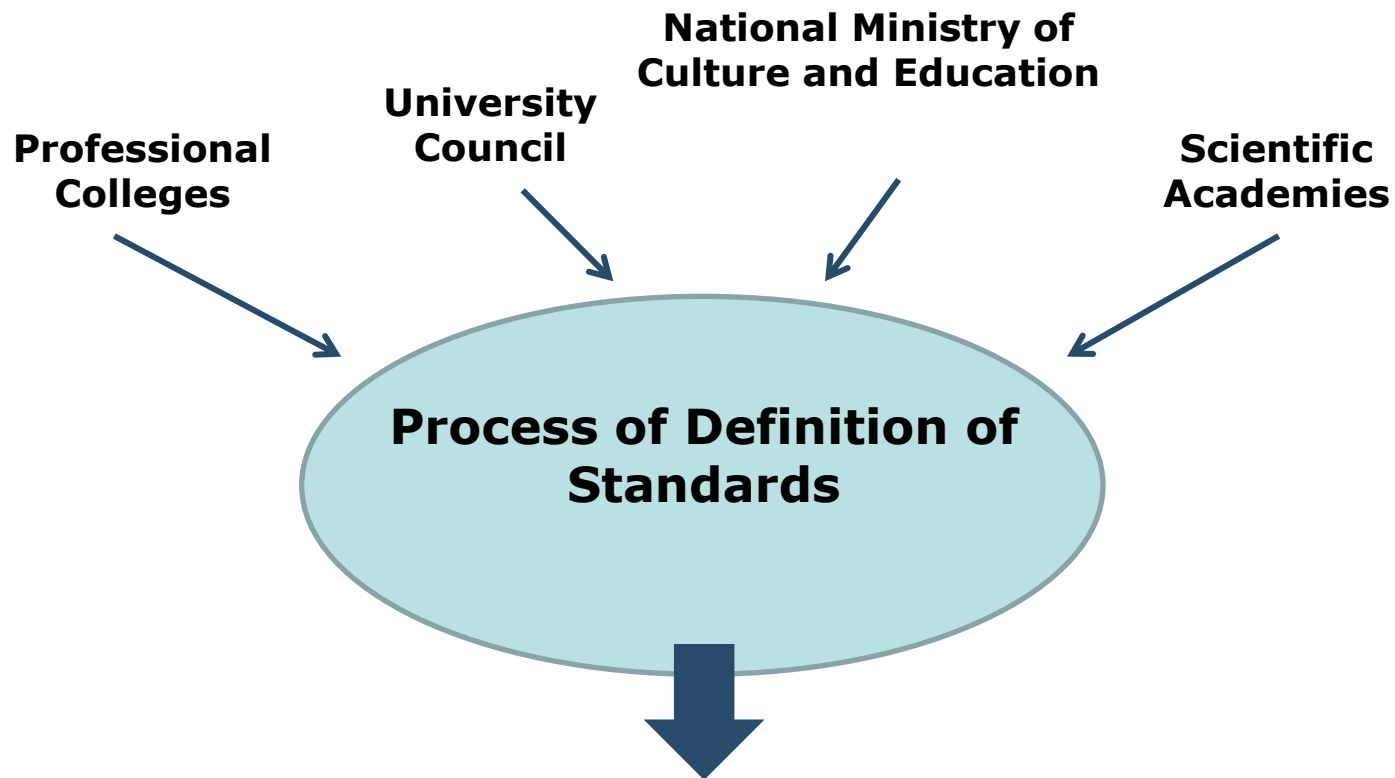 Professional
Colleges
University
Council
National Ministry of
Culture and Education
Scientific
Academies
Process of Definition of
Standards